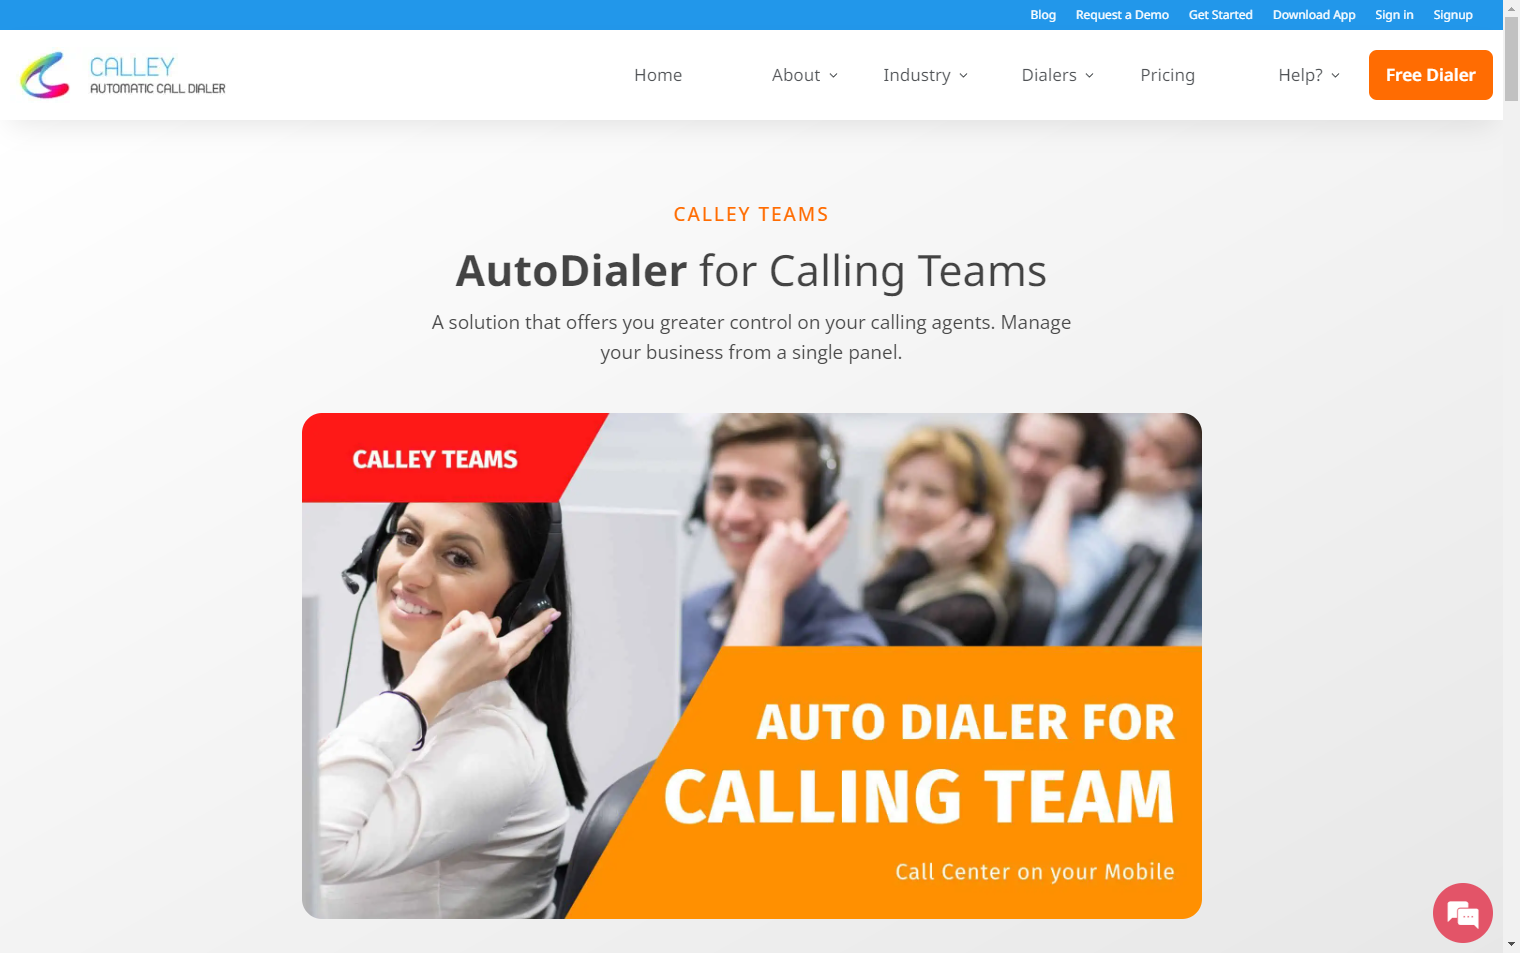 Blog Request a Demo Get Started Download App Sign in Signup
CALLEY
AUTOMATIC CALL DIALER
Home About Industry Dialers Pricing Help? Free Dialer
CALLEY TEAMS
AutoDialer for Calling Teams
A solution that offers you greater control on your calling agents. Manage
your business from a single panel.
CALLEY TEAMS
AUTO DIALER FOR
CALLING TEAM
Call Center on your Mobile